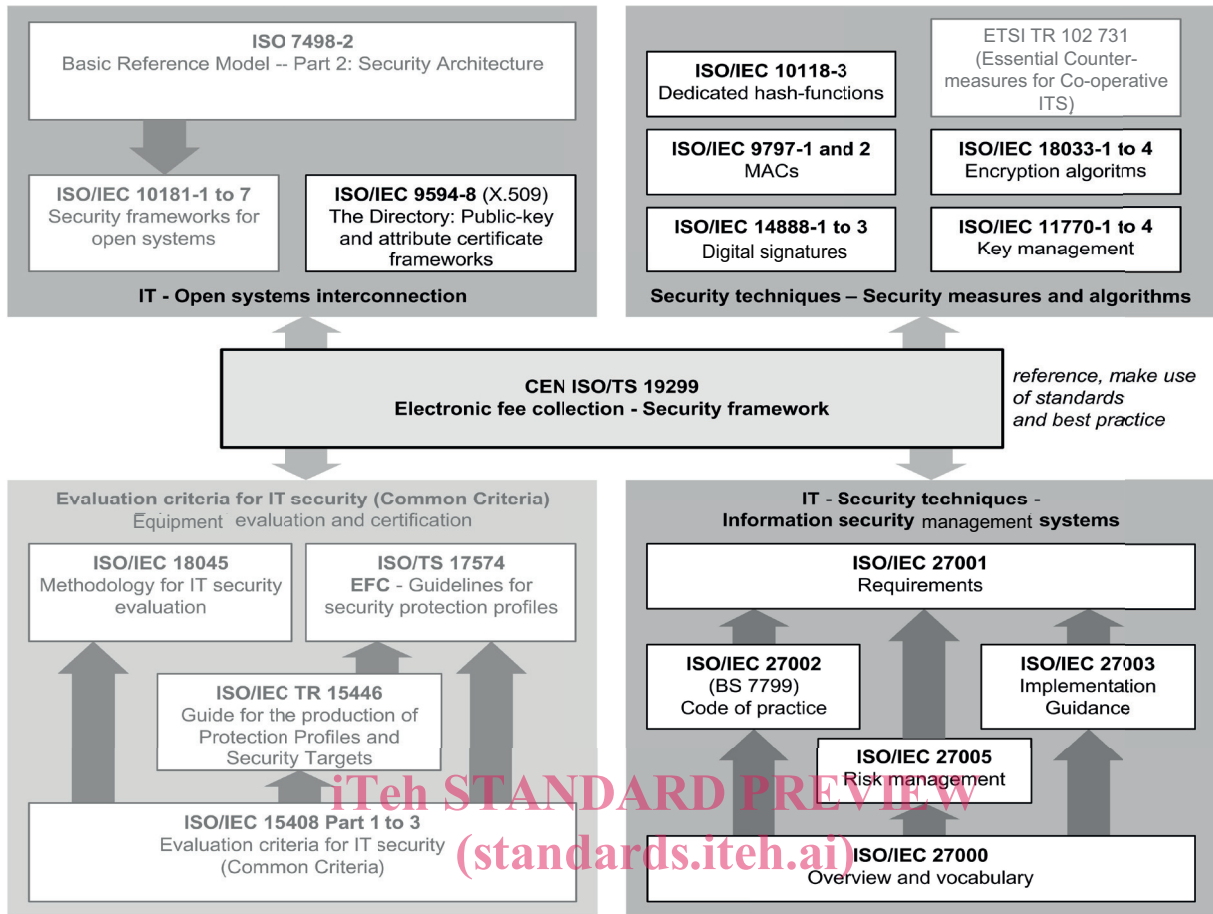 ISO 7498-2
Basic Reference Model -- Part 2: Security Architecture
ISO/IEC 10181-1 to 7
Security frameworks for
open systems
ISO/IEC 9594-8 (X.509)
The Directory: Public-key
and attribute certificate
frameworks
IT - Open systems interconnection
ISO/IEC 10118-3
Dedicated hash-functions
ETSI TR 102 731
(Essential Counter-
measures for Co-operative
ITS)
ISO/IEC 9797-1 and 2
MACs
ISO/IEC 18033-1 to 4
Encryption algoritms
ISO/IEC 14888-1 to 3
Digital signatures
ISO/IEC 11770-1 to 4
Key management
Security techniques – Security measures and algorithms
CEN ISO/TS 19299
Electronic fee collection - Security framework
reference, make use
of standards
and best practice
Evaluation criteria for IT security (Common Criteria)
Equipment evaluation and certification
ISO/IEC 18045
Methodology for IT security
evaluation
ISO/TS 17574
EFC - Guidelines for
security protection profiles
ISO/IEC TR 15446
Guide for the production of
Protection Profiles and
Security Targets
ISO/IEC 15408 Part 1 to 3
Evaluation criteria for IT security
(Common Criteria)
IT - Security techniques -
Information security management systems
ISO/IEC 27001
Requirements
ISO/IEC 27002
(BS 7799)
Code of practice
ISO/IEC 27003
Implementation
Guidance
ISO/IEC 27005
Risk management
ISO/IEC 27000
Overview and vocabulary
iTeh STANDARD PREVIEW
(standards.iteh.ai)